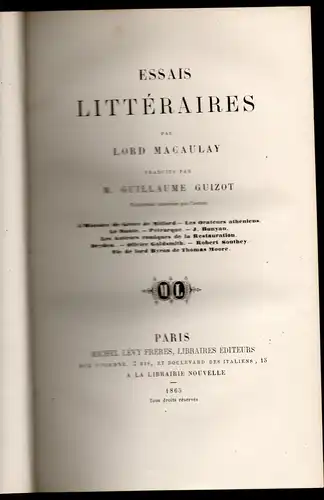 ESSAIS
LITTÉRAIRES
PAR
LORD MACAULAY
TRADUITS PAR
M. GUILLAUME GUIZOT
L'Histoire de Grèce de Mitford. — Les Orateurs athéniens.
Le Dante. — Pétrarque — J. Bunyan.
Les Auteurs comiques de la Restauration.
Dryden. — Olivier Goldsmith. — Robert Southey.
Vie de lord Byron de Thomas Moore.
ML
PARIS
MICHEL LÉVY FRÈRES, LIBRAIRES ÉDITEURS
RUE VIVIENNE, 2 BIS, ET BOULEVARD DES ITALIENS, 15
A LA LIBRAIRIE NOUVELLE
1865
Tous droits réservés